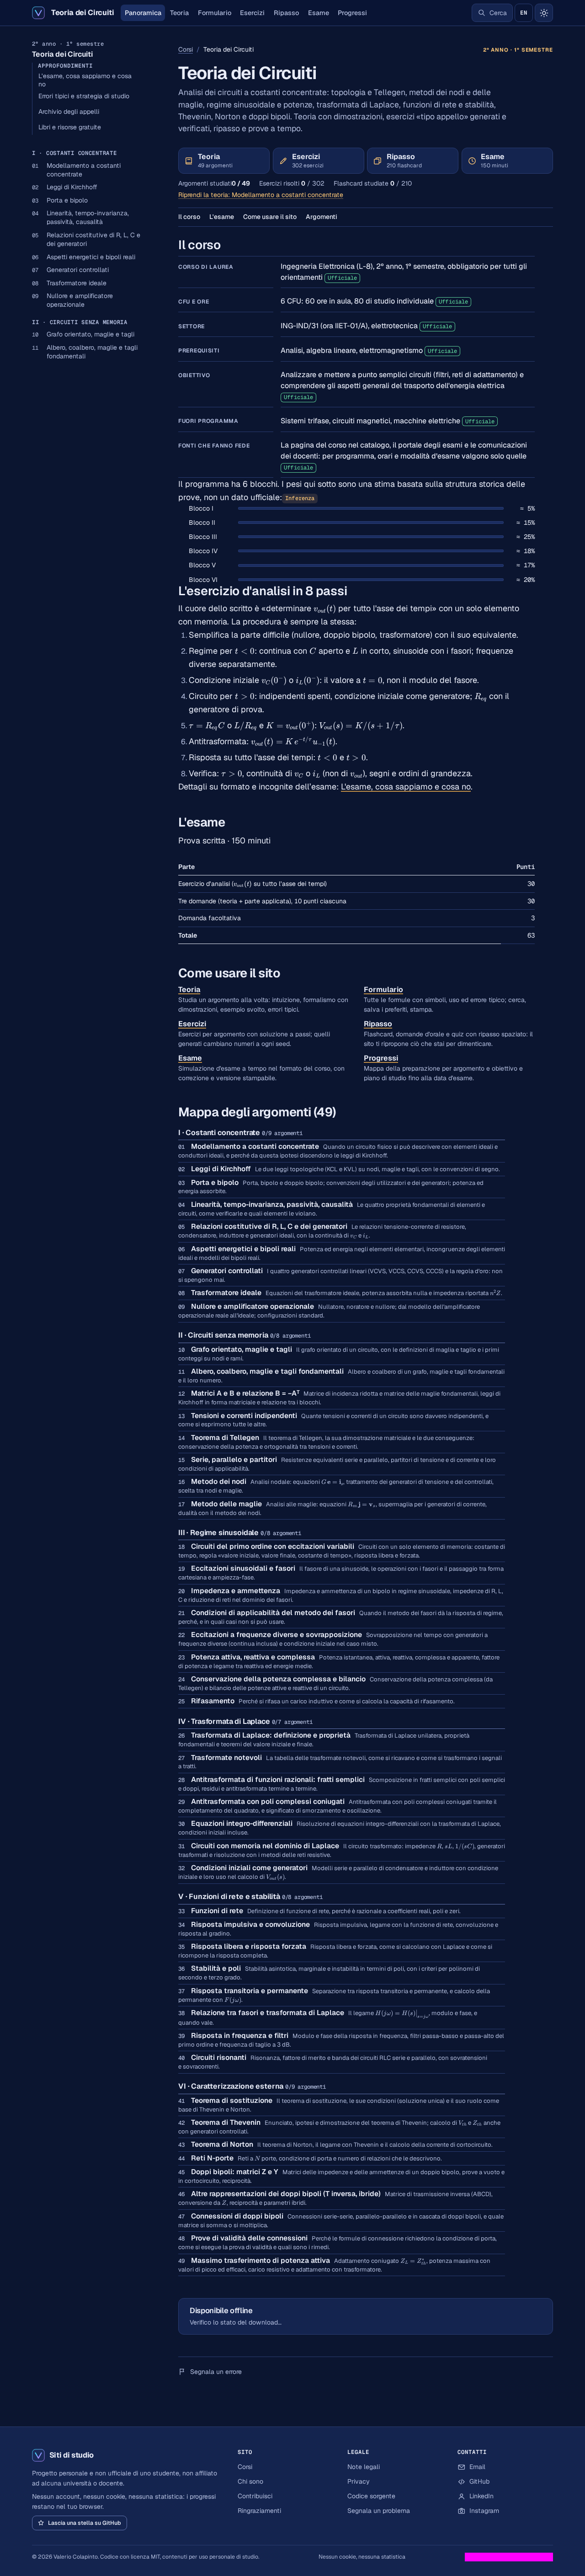 Teoria dei Circuiti
Panoramica Teoria Formulario Esercizi Ripasso Esame Progressi
Cerca
EN
2º anno · 1º semestre
Teoria dei Circuiti
APPROFONDIMENTI
L'esame, cosa sappiamo e cosa
no
Errori tipici e strategia di studio
Archivio degli appelli
Libri e risorse gratuite
I · COSTANTI CONCENTRATE
01 Modellamento a costanti
concentrate
02 Leggi di Kirchhoff
03 Porta e bipolo
04 Linearità, tempo-invarianza,
passività, causalità
05 Relazioni costitutive di R, L, C e
dei generatori
06 Aspetti energetici e bipoli reali
07 Generatori controllati
08 Trasformatore ideale
09 Nullore e amplificatore
operazionale
II · CIRCUITI SENZA MEMORIA
10 Grafo orientato, maglie e tagli
11 Albero, coalbero, maglie e tagli
fondamentali
Corsi / Teoria dei Circuiti
2º ANNO · 1º SEMESTRE
Teoria dei Circuiti
Analisi dei circuiti a costanti concentrate: topologia e Tellegen, metodi dei nodi e delle
maglie, regime sinusoidale e potenze, trasformata di Laplace, funzioni di rete e stabilità,
Thevenin, Norton e doppi bipoli. Teoria con dimostrazioni, esercizi «tipo appello» generati e
verificati, ripasso e prove a tempo.
Teoria
49 argomenti
Esercizi
302 esercizi
Ripasso
210 flashcard
Esame
150 minuti
Argomenti studiati 0 / 49 Esercizi risolti 0 / 302 Flashcard studiate 0 / 210
Riprendi la teoria: Modellamento a costanti concentrate
Il corso L'esame Come usare il sito Argomenti
Il corso
CORSO DI LAUREA
Ingegneria Elettronica (L-8), 2º anno, 1º semestre, obbligatorio per tutti gli
orientamenti Ufficiale
CFU E ORE
6 CFU: 60 ore in aula, 80 di studio individuale Ufficiale
SETTORE
ING-IND/31 (ora IIET-01/A), elettrotecnica Ufficiale
PREREQUISITI
Analisi, algebra lineare, elettromagnetismo Ufficiale
OBIETTIVO
Analizzare e mettere a punto semplici circuiti (filtri, reti di adattamento) e
comprendere gli aspetti generali del trasporto dell'energia elettrica
Ufficiale
FUORI PROGRAMMA
Sistemi trifase, circuiti magnetici, macchine elettriche Ufficiale
FONTI CHE FANNO FEDE
La pagina del corso nel catalogo, il portale degli esami e le comunicazioni
dei docenti: per programma, orari e modalità d'esame valgono solo quelle
Ufficiale
Il programma ha 6 blocchi. I pesi qui sotto sono una stima basata sulla struttura storica delle
prove, non un dato ufficiale: Inferenza
Blocco I ≈ 5%
Blocco II ≈ 15%
Blocco III ≈ 25%
Blocco IV ≈ 18%
Blocco V ≈ 17%
Blocco VI ≈ 20%
L'esercizio d'analisi in 8 passi
Il cuore dello scritto è «determinare v_out(t) per tutto l'asse dei tempi» con un solo elemento
con memoria. La procedura è sempre la stessa:
1. Semplifica la parte difficile (nullore, doppio bipolo, trasformatore) con il suo equivalente.
2. Regime per t < 0: continua con C aperto e L in corto, sinusoide con i fasori; frequenze
diverse separatamente.
3. Condizione iniziale v_C(0⁻) o i_L(0⁻): il valore a t = 0, non il modulo del fasore.
4. Circuito per t > 0: indipendenti spenti, condizione iniziale come generatore; R_eq con il
generatore di prova.
5. τ = R_eq C o L/R_eq e K = v_out(0⁺): V_out(s) = K/(s + 1/τ).
6. Antitrasformata: v_out(t) = K e^(−t/τ) u₋₁(t).
7. Risposta su tutto l'asse dei tempi: t < 0 e t > 0.
8. Verifica: τ > 0, continuità di v_C o i_L (non di v_out), segni e ordini di grandezza.
Dettagli su formato e incognite dell'esame: L'esame, cosa sappiamo e cosa no.
L'esame
Prova scritta · 150 minuti
Parte Punti
Esercizio d'analisi (v_out(t) su tutto l'asse dei tempi) 30
Tre domande (teoria + parte applicata), 10 punti ciascuna 30
Domanda facoltativa 3
Totale 63
Come usare il sito
Teoria
Studia un argomento alla volta: intuizione, formalismo con
dimostrazioni, esempio svolto, errori tipici.
Formulario
Tutte le formule con simboli, uso ed errore tipico; cerca,
salva i preferiti, stampa.
Esercizi
Esercizi per argomento con soluzione a passi; quelli
generati cambiano numeri a ogni seed.
Ripasso
Flashcard, domande d'orale e quiz con ripasso spaziato: il
sito ti ripropone ciò che stai per dimenticare.
Esame
Simulazione d'esame a tempo nel formato del corso, con
correzione e versione stampabile.
Progressi
Mappa della preparazione per argomento e obiettivo e
piano di studio fino alla data d'esame.
Mappa degli argomenti (49)
I · Costanti concentrate 0/9 argomenti
01 Modellamento a costanti concentrate Quando un circuito fisico si può descrivere con elementi ideali e
conduttori ideali, e perché da questa ipotesi discendono le leggi di Kirchhoff.
02 Leggi di Kirchhoff Le due leggi topologiche (KCL e KVL) su nodi, maglie e tagli, con le convenzioni di segno.
03 Porta e bipolo Porta, bipolo e doppio bipolo; convenzioni degli utilizzatori e dei generatori; potenza ed
energia assorbite.
04 Linearità, tempo-invarianza, passività, causalità Le quattro proprietà fondamentali di elementi e
circuiti, come verificarle e quali elementi le violano.
05 Relazioni costitutive di R, L, C e dei generatori Le relazioni tensione-corrente di resistore,
condensatore, induttore e generatori ideali, con la continuità di v_C e i_L.
06 Aspetti energetici e bipoli reali Potenza ed energia negli elementi elementari, incongruenze degli elementi
ideali e modelli dei bipoli reali.
07 Generatori controllati I quattro generatori controllati lineari (VCVS, VCCS, CCVS, CCCS) e la regola d'oro: non
si spengono mai.
08 Trasformatore ideale Equazioni del trasformatore ideale, potenza assorbita nulla e impedenza riportata n²Z.
09 Nullore e amplificatore operazionale Nullatore, noratore e nullore; dal modello dell'amplificatore
operazionale reale all'ideale; configurazioni standard.
II · Circuiti senza memoria 0/8 argomenti
10 Grafo orientato, maglie e tagli Il grafo orientato di un circuito, con le definizioni di maglia e taglio e i primi
conteggi su nodi e rami.
11 Albero, coalbero, maglie e tagli fondamentali Albero e coalbero di un grafo, maglie e tagli fondamentali
e il loro numero.
12 Matrici A e B e relazione B = −Aᵀ Matrice di incidenza ridotta e matrice delle maglie fondamentali, leggi di
Kirchhoff in forma matriciale e relazione tra i blocchi.
13 Tensioni e correnti indipendenti Quante tensioni e correnti di un circuito sono davvero indipendenti, e
come si esprimono tutte le altre.
14 Teorema di Tellegen Il teorema di Tellegen, la sua dimostrazione matriciale e le due conseguenze:
conservazione della potenza e ortogonalità tra tensioni e correnti.
15 Serie, parallelo e partitori Resistenze equivalenti serie e parallelo, partitori di tensione e di corrente e loro
condizioni di applicabilità.
16 Metodo dei nodi Analisi nodale: equazioni G e = i_s, trattamento dei generatori di tensione e dei controllati,
scelta tra nodi e maglie.
17 Metodo delle maglie Analisi alle maglie: equazioni R_m j = v_s, supermaglia per i generatori di corrente,
dualità con il metodo dei nodi.
III · Regime sinusoidale 0/8 argomenti
18 Circuiti del primo ordine con eccitazioni variabili Circuiti con un solo elemento di memoria: costante di
tempo, regola «valore iniziale, valore finale, costante di tempo», risposta libera e forzata.
19 Eccitazioni sinusoidali e fasori Il fasore di una sinusoide, le operazioni con i fasori e il passaggio tra forma
cartesiana e ampiezza-fase.
20 Impedenza e ammettenza Impedenza e ammettenza di un bipolo in regime sinusoidale, impedenze di R, L,
C e riduzione di reti nel dominio dei fasori.
21 Condizioni di applicabilità del metodo dei fasori Quando il metodo dei fasori dà la risposta di regime,
perché, e in quali casi non si può usare.
22 Eccitazioni a frequenze diverse e sovrapposizione Sovrapposizione nel tempo con generatori a
frequenze diverse (continua inclusa) e condizione iniziale nel caso misto.
23 Potenza attiva, reattiva e complessa Potenza istantanea, attiva, reattiva, complessa e apparente, fattore
di potenza e legame tra reattiva ed energie medie.
24 Conservazione della potenza complessa e bilancio Conservazione della potenza complessa (da
Tellegen) e bilancio delle potenze attive e reattive di un circuito.
25 Rifasamento Perché si rifasa un carico induttivo e come si calcola la capacità di rifasamento.
IV · Trasformata di Laplace 0/7 argomenti
26 Trasformata di Laplace: definizione e proprietà Trasformata di Laplace unilatera, proprietà
fondamentali e teoremi del valore iniziale e finale.
27 Trasformate notevoli La tabella delle trasformate notevoli, come si ricavano e come si trasformano i segnali
a tratti.
28 Antitrasformata di funzioni razionali: fratti semplici Scomposizione in fratti semplici con poli semplici
e doppi, residui e antitrasformata termine a termine.
29 Antitrasformata con poli complessi coniugati Antitrasformata con poli complessi coniugati tramite il
completamento del quadrato, e significato di smorzamento e oscillazione.
30 Equazioni integro-differenziali Risoluzione di equazioni integro-differenziali con la trasformata di Laplace,
condizioni iniziali incluse.
31 Circuiti con memoria nel dominio di Laplace Il circuito trasformato: impedenze R, sL, 1/(sC), generatori
trasformati e risoluzione con i metodi delle reti resistive.
32 Condizioni iniziali come generatori Modelli serie e parallelo di condensatore e induttore con condizione
iniziale e loro uso nel calcolo di V_out(s).
V · Funzioni di rete e stabilità 0/8 argomenti
33 Funzioni di rete Definizione di funzione di rete, perché è razionale a coefficienti reali, poli e zeri.
34 Risposta impulsiva e convoluzione Risposta impulsiva, legame con la funzione di rete, convoluzione e
risposta al gradino.
35 Risposta libera e risposta forzata Risposta libera e forzata, come si calcolano con Laplace e come si
ricompone la risposta completa.
36 Stabilità e poli Stabilità asintotica, marginale e instabilità in termini di poli, con i criteri per polinomi di
secondo e terzo grado.
37 Risposta transitoria e permanente Separazione tra risposta transitoria e permanente, e calcolo della
permanente con F(jω).
38 Relazione tra fasori e trasformata di Laplace Il legame H(jω) = H(s)|s=jω, modulo e fase, e
quando vale.
39 Risposta in frequenza e filtri Modulo e fase della risposta in frequenza, filtri passa-basso e passa-alto del
primo ordine e frequenza di taglio a 3 dB.
40 Circuiti risonanti Risonanza, fattore di merito e banda dei circuiti RLC serie e parallelo, con sovratensioni
e sovracorrenti.
VI · Caratterizzazione esterna 0/9 argomenti
41 Teorema di sostituzione Il teorema di sostituzione, le sue condizioni (soluzione unica) e il suo ruolo come
base di Thevenin e Norton.
42 Teorema di Thevenin Enunciato, ipotesi e dimostrazione del teorema di Thevenin; calcolo di V_th e Z_th anche
con generatori controllati.
43 Teorema di Norton Il teorema di Norton, il legame con Thevenin e il calcolo della corrente di cortocircuito.
44 Reti N-porte Reti a N porte, condizione di porta e numero di relazioni che le descrivono.
45 Doppi bipoli: matrici Z e Y Matrici delle impedenze e delle ammettenze di un doppio bipolo, prove a vuoto e
in cortocircuito, reciprocità.
46 Altre rappresentazioni dei doppi bipoli (T inversa, ibride) Matrice di trasmissione inversa (ABCD),
conversione da Z, reciprocità e parametri ibridi.
47 Connessioni di doppi bipoli Connessioni serie-serie, parallelo-parallelo e in cascata di doppi bipoli, e quale
matrice si somma o si moltiplica.
48 Prove di validità delle connessioni Perché le formule di connessione richiedono la condizione di porta,
come si esegue la prova di validità e quali sono i rimedi.
49 Massimo trasferimento di potenza attiva Adattamento coniugato Z_L = Z*_th, potenza massima con
valori di picco ed efficaci, carico resistivo e adattamento con trasformatore.
Disponibile offline
Verifico lo stato del download...
Segnala un errore
Siti di studio
Progetto personale e non ufficiale di uno studente, non affiliato
ad alcuna università o docente.
Nessun account, nessun cookie, nessuna statistica: i progressi
restano nel tuo browser.
Lascia una stella su GitHub
SITO
Corsi
Chi sono
Contribuisci
Ringraziamenti
LEGALE
Note legali
Privacy
Codice sorgente
Segnala un problema
CONTATTI
Email
GitHub
LinkedIn
Instagram
© 2026 Valerio Colapinto. Codice con licenza MIT, contenuti per uso personale di studio.
Nessun cookie, nessuna statistica